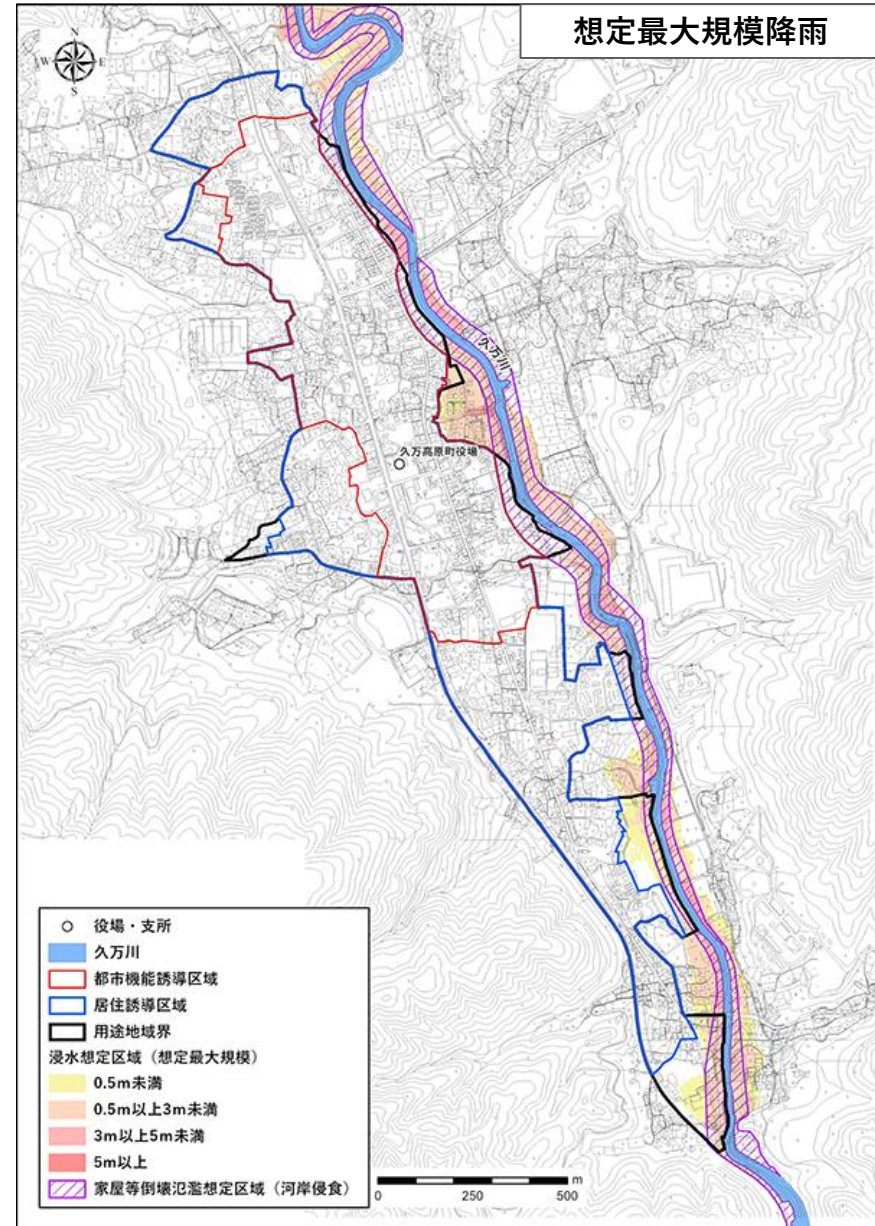 想定最大規模降雨
N
W
E
S
久万川
久万高原町役場
役場・支所
久万川
都市機能誘導区域
居住誘導区域
用途地域界
浸水想定区域（想定最大規模）
0.5m未満
0.5m以上3m未満
3m以上5m未満
5m以上
家屋等倒壊氾濫想定区域（河岸侵食）
m
0 250 500